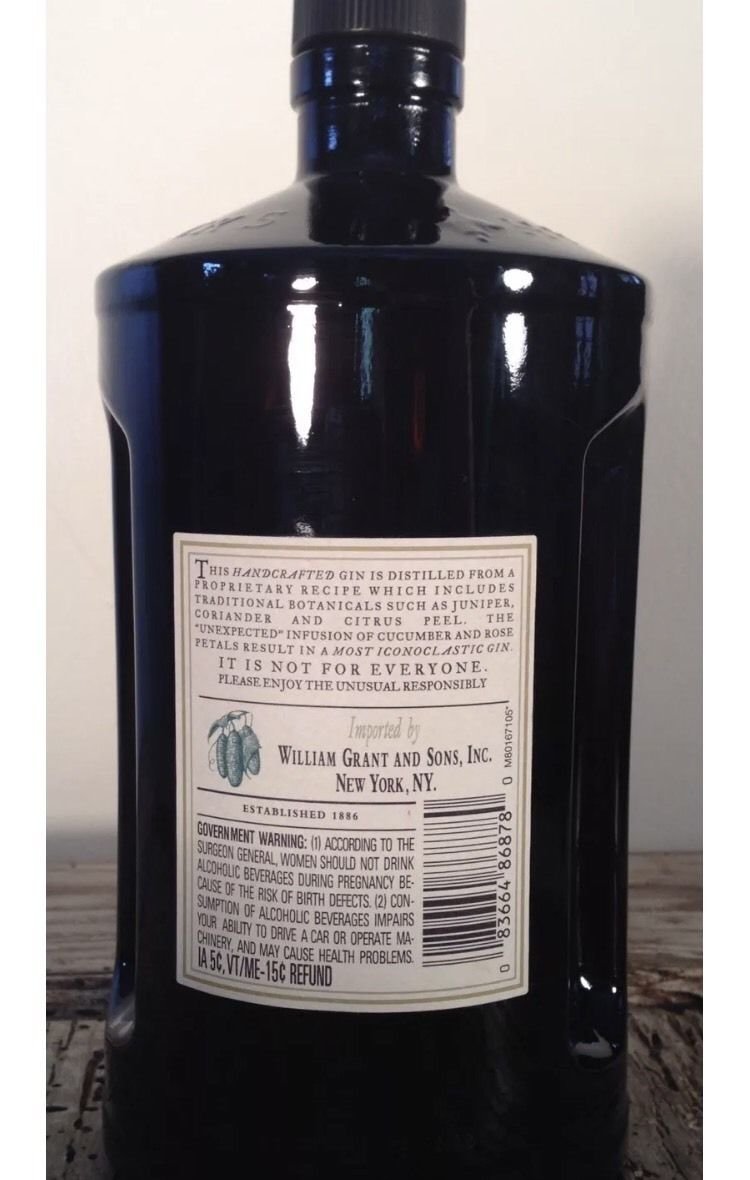 THIS HANDCRAFTED GIN IS DISTILLED FROM A
PROPRIETARY RECIPE WHICH INCLUDES
TRADITIONAL BOTANICALS SUCH AS JUNIPER,
CORIANDER AND CITRUS PEEL. THE
"UNEXPECTED" INFUSION OF CUCUMBER AND ROSE
PETALS RESULT IN A MOST ICONOCLASTIC GIN.
IT IS NOT FOR EVERYONE.
PLEASE ENJOY THE UNUSUAL RESPONSIBLY
Imported by
WILLIAM GRANT AND SONS, INC.
NEW YORK, NY.
ESTABLISHED 1886
GOVERNMENT WARNING: (1) ACCORDING TO THE
SURGEON GENERAL, WOMEN SHOULD NOT DRINK
ALCOHOLIC BEVERAGES DURING PREGNANCY BE-
CAUSE OF THE RISK OF BIRTH DEFECTS. (2) CON-
SUMPTION OF ALCOHOLIC BEVERAGES IMPAIRS
YOUR ABILITY TO DRIVE A CAR OR OPERATE MA-
CHINERY, AND MAY CAUSE HEALTH PROBLEMS.
IA 5¢, VT/ME-15¢ REFUND
0 83664 86878 0
M80167105*